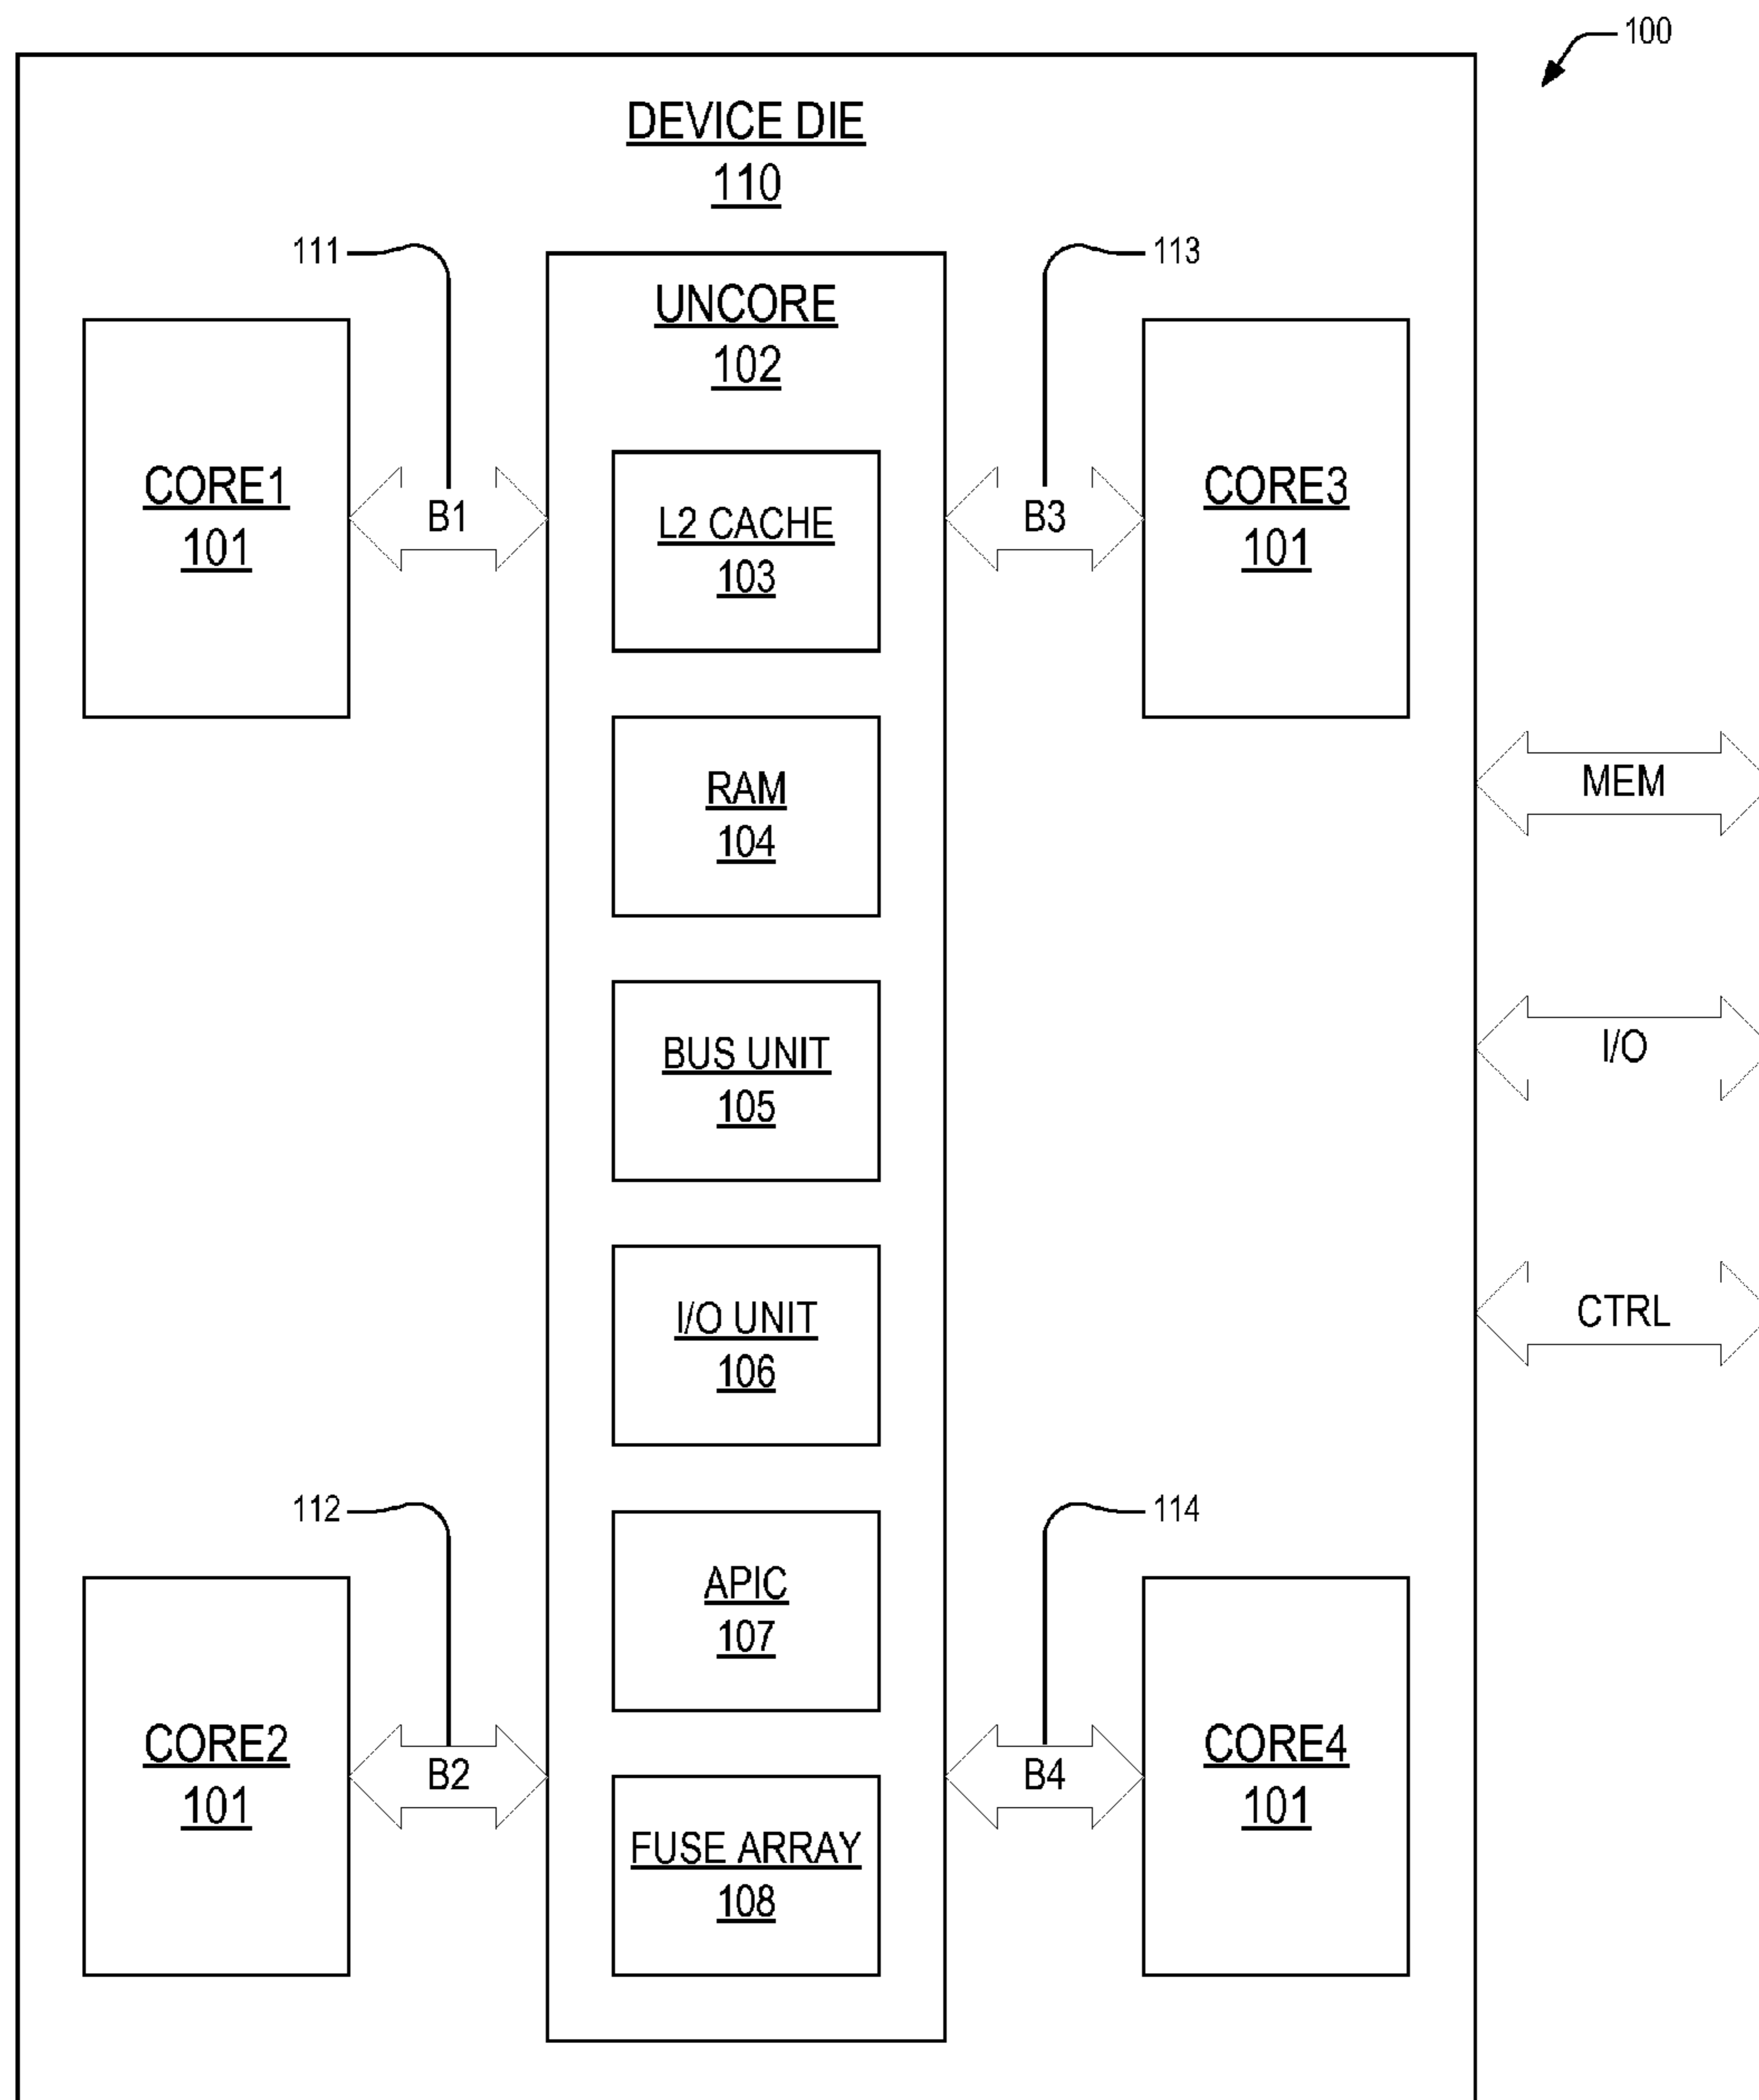 100
DEVICE DIE
110
111
113
UNCORE
102
CORE1
101
B1
L2 CACHE
103
B3
CORE3
101
RAM
104
MEM
BUS UNIT
105
I/O
I/O UNIT
106
CTRL
112
114
APIC
107
CORE2
101
B2
B4
CORE4
101
FUSE ARRAY
108